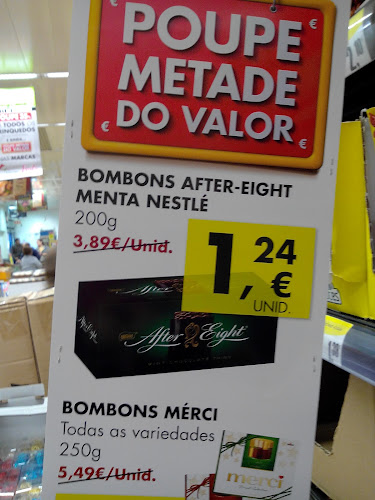 POUPE
METADE
DO VALOR
BOMBONS AFTER-EIGHT
MENTA NESTLÉ
200g
3,89€/Unid.
1,24
€
UNID.
After Eight
BOMBONS MÉRCI
Todas as variedades
250g
5,49€/Unid.
merci